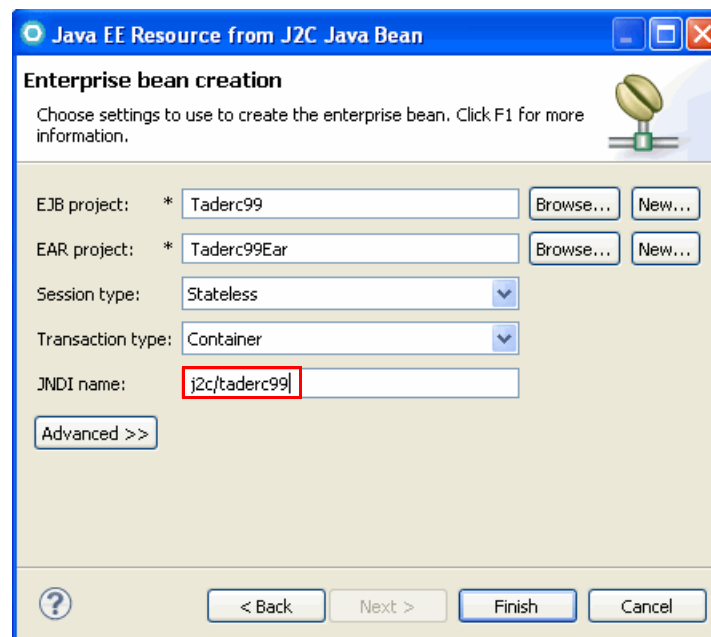 Java EE Resource from J2C Java Bean
Enterprise bean creation
Choose settings to use to create the enterprise bean. Click F1 for more
information.
EJB project: * Taderc99 Browse... New...
EAR project: * Taderc99Ear Browse... New...
Session type: Stateless
Transaction type: Container
JNDI name: j2c/taderc99
Advanced >>
? < Back Next > Finish Cancel